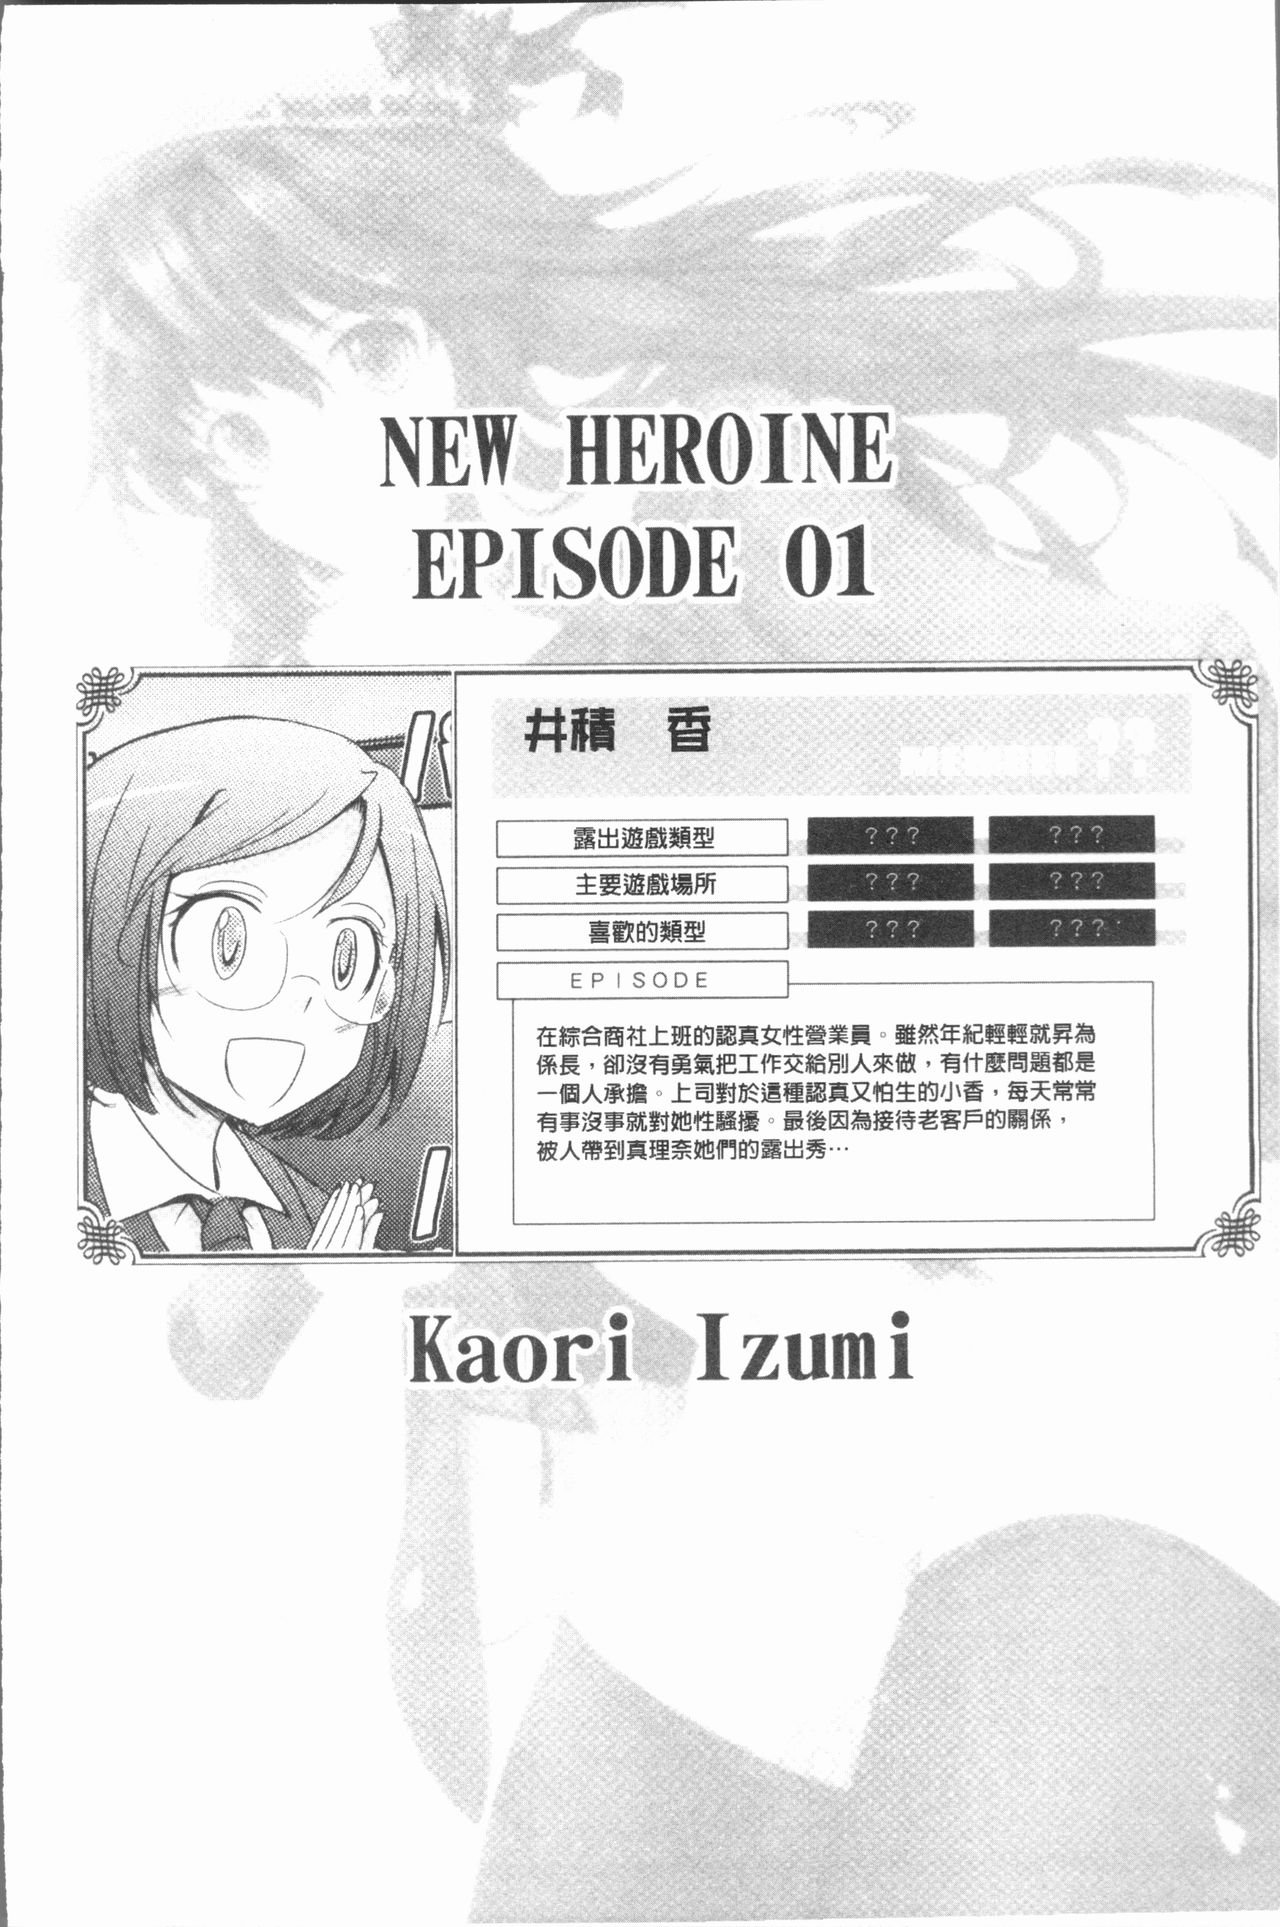 NEW HEROINE
EPISODE 01
井積 香
露出遊戲類型 ??? ???
主要遊戲場所 ??? ???
喜歡的類型 ??? ???
EPISODE
在綜合商社上班的認真女性營業員。雖然年紀輕輕就昇為
係長，卻沒有勇氣把工作交給別人來做，有什麼問題都是
一個人承擔。上司對於這種認真又怕生的小香，每天常常
有事沒事就對她性騷擾。最後因為接待老客戶的關係，
被人帶到真理奈她們的露出秀…
Kaori Izumi